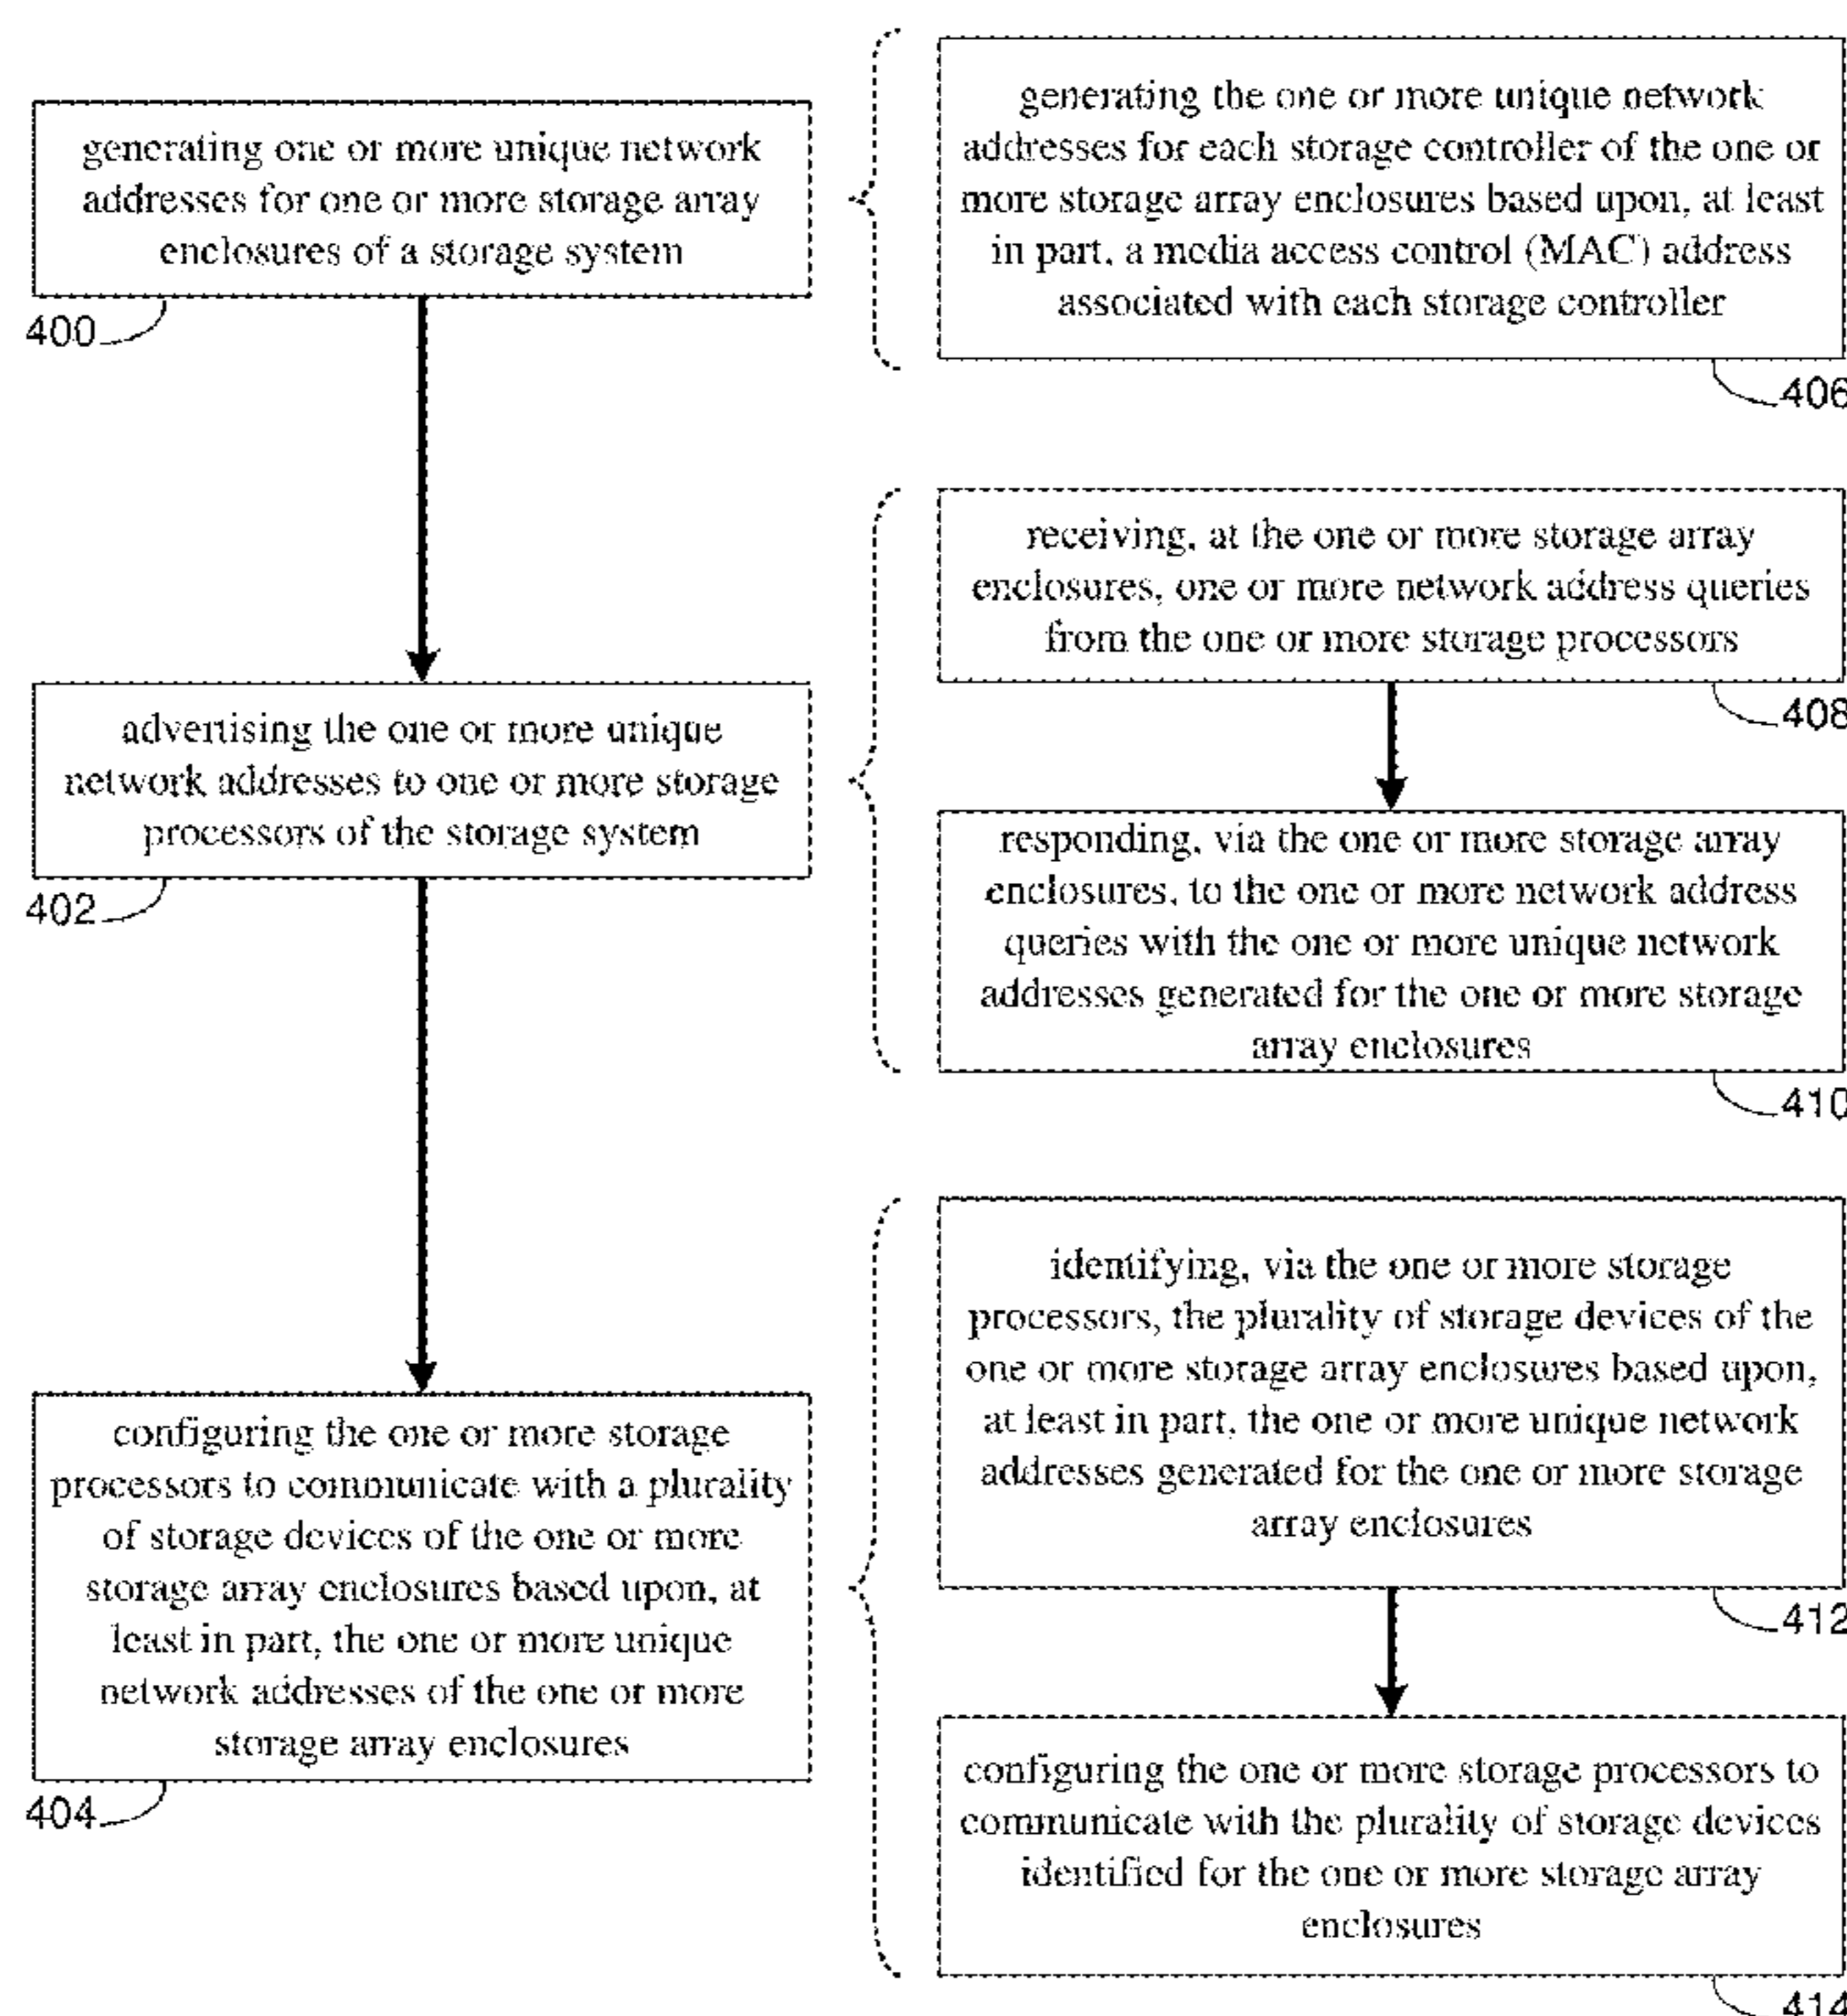 generating one or more unique network
addresses for one or more storage array
enclosures of a storage system
400
generating the one or more unique network
addresses for each storage controller of the one or
more storage array enclosures based upon, at least
in part, a media access control (MAC) address
associated with each storage controller
406
advertising the one or more unique
network addresses to one or more storage
processors of the storage system
402
receiving, at the one or more storage array
enclosures, one or more network address queries
from the one or more storage processors
408
responding, via the one or more storage array
enclosures, to the one or more network address
queries with the one or more unique network
addresses generated for the one or more storage
array enclosures
410
configuring the one or more storage
processors to communicate with a plurality
of storage devices of the one or more
storage array enclosures based upon, at
least in part, the one or more unique
network addresses of the one or more
storage array enclosures
404
identifying, via the one or more storage
processors, the plurality of storage devices of the
one or more storage array enclosures based upon,
at least in part, the one or more unique network
addresses generated for the one or more storage
array enclosures
412
configuring the one or more storage processors to
communicate with the plurality of storage devices
identified for the one or more storage array
enclosures
414